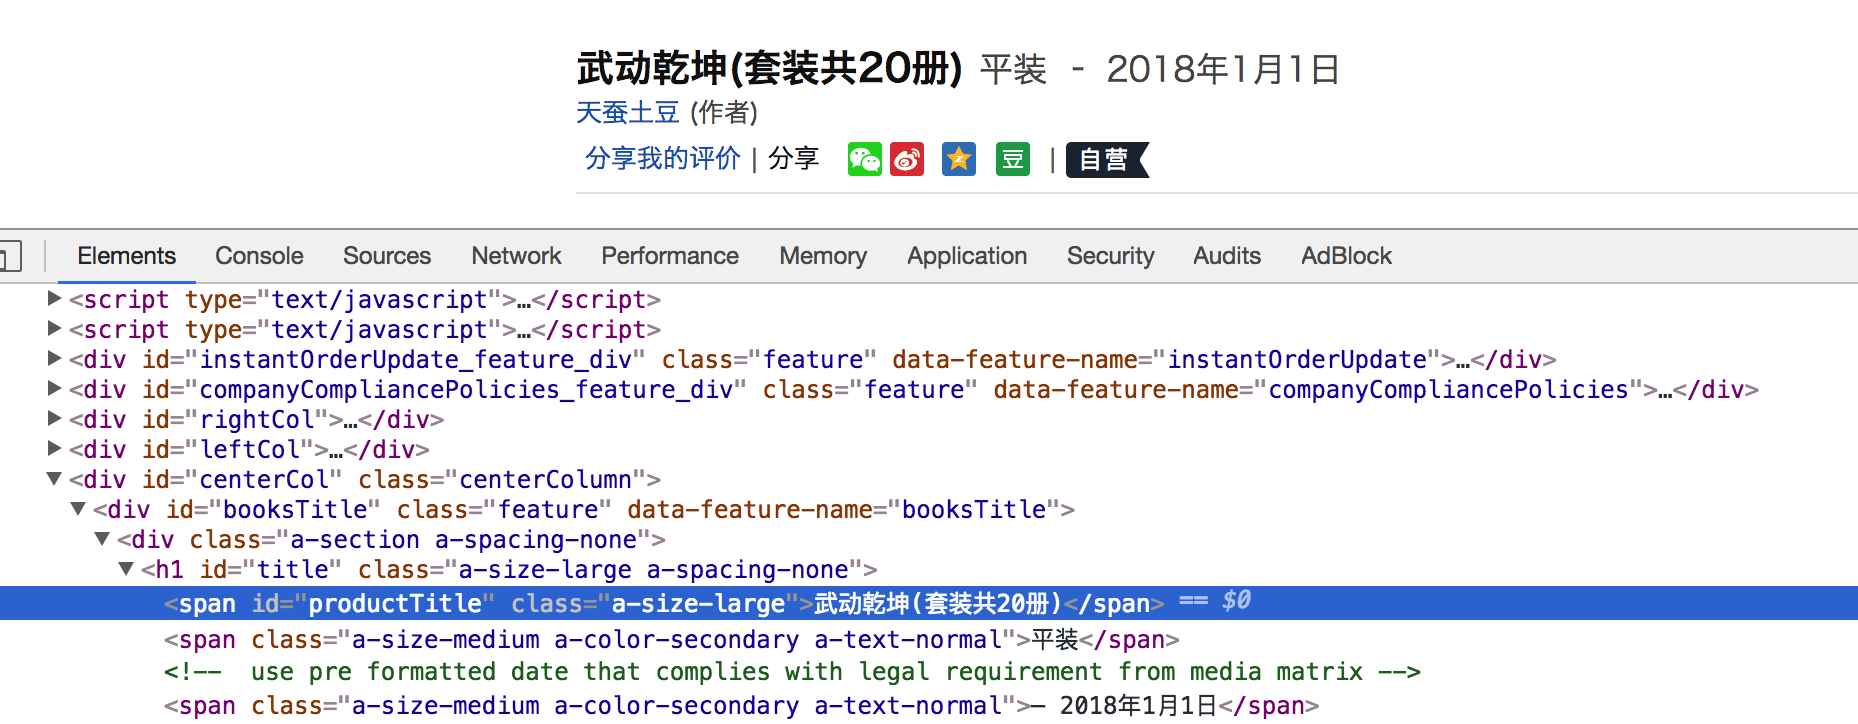 武动乾坤(套装共20册) 平装 - 2018年1月1日
天蚕土豆 (作者)
分享我的评价 | 分享 豆 | 自营
Elements Console Sources Network Performance Memory Application Security Audits AdBlock
▶<script type="text/javascript">…</script>
▶<script type="text/javascript">…</script>
▶<div id="instantOrderUpdate_feature_div" class="feature" data-feature-name="instantOrderUpdate">…</div>
▶<div id="companyCompliancePolicies_feature_div" class="feature" data-feature-name="companyCompliancePolicies">…</div>
▶<div id="rightCol">…</div>
▶<div id="leftCol">…</div>
▼<div id="centerCol" class="centerColumn">
▼<div id="booksTitle" class="feature" data-feature-name="booksTitle">
▼<div class="a-section a-spacing-none">
▼<h1 id="title" class="a-size-large a-spacing-none">
<span id="productTitle" class="a-size-large">武动乾坤(套装共20册)</span> == $0
<span class="a-size-medium a-color-secondary a-text-normal">平装</span>
<!--  use pre formatted date that complies with legal requirement from media matrix -->
<span class="a-size-medium a-color-secondary a-text-normal">– 2018年1月1日</span>